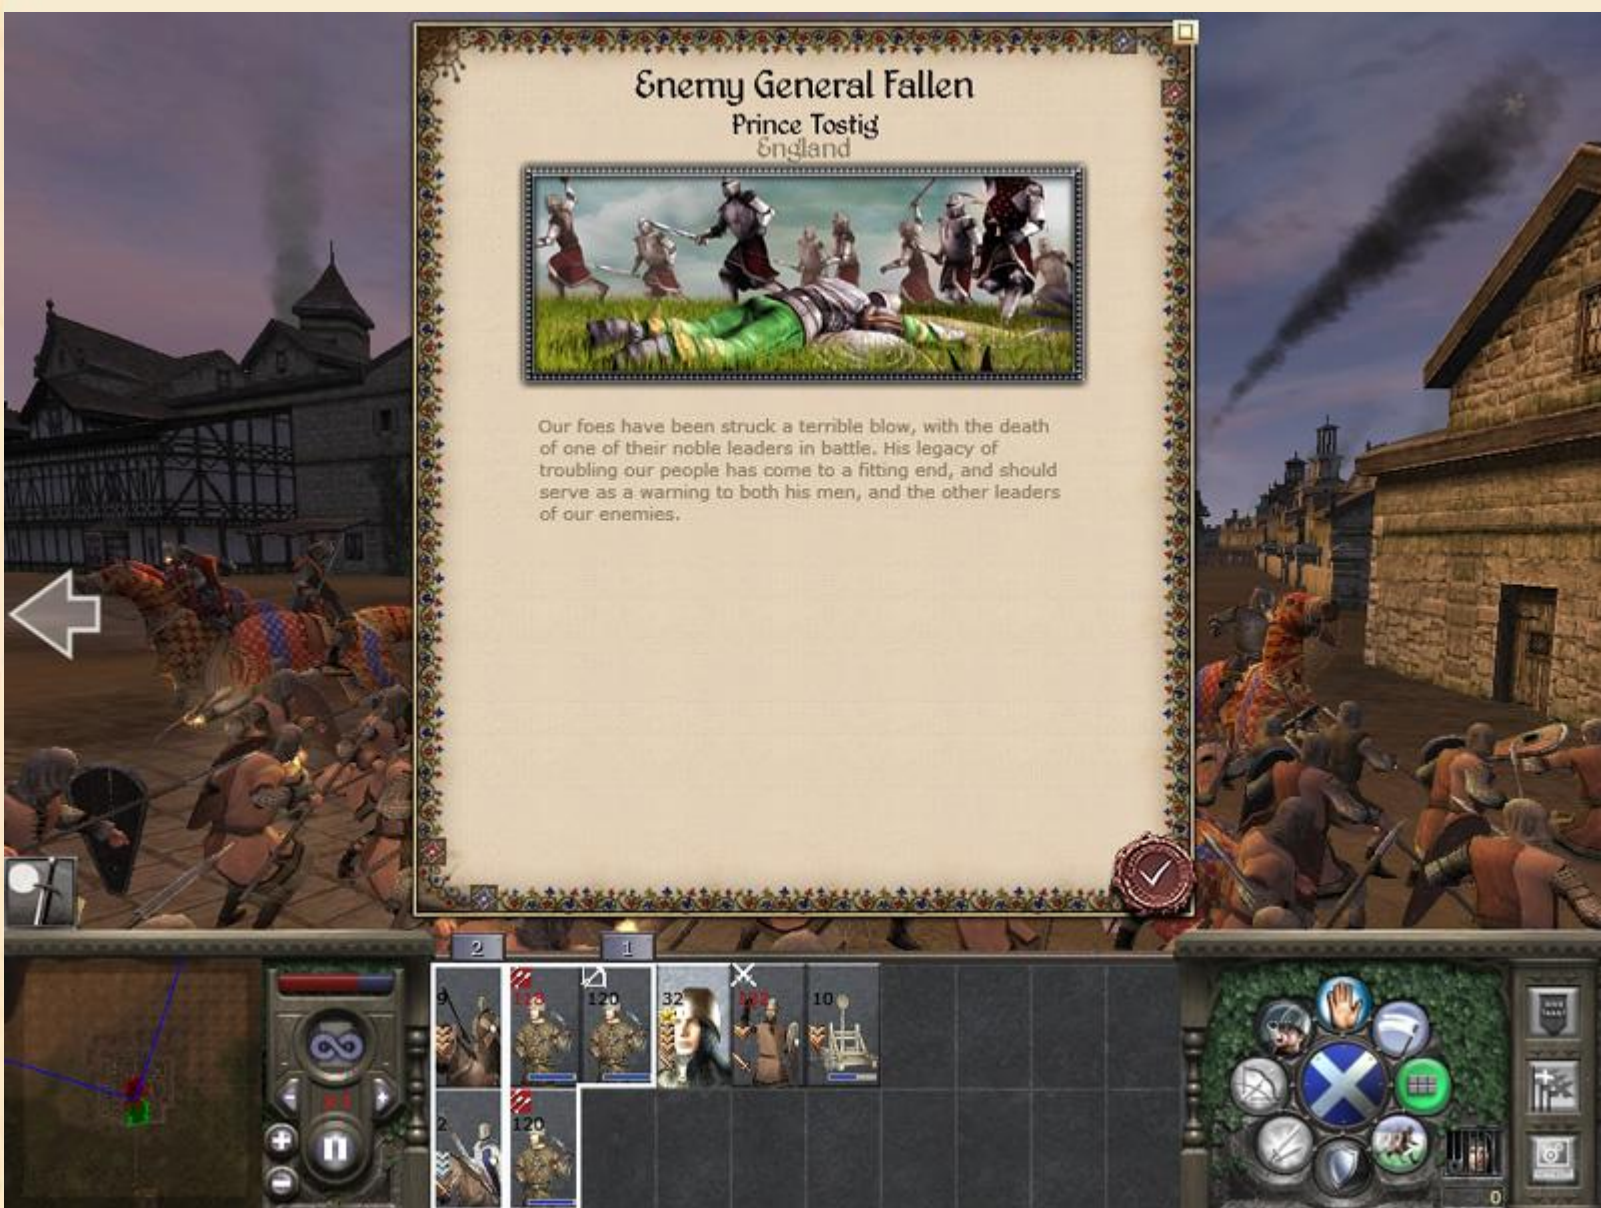 Enemy General Fallen
Prince Tostig
England
Our foes have been struck a terrible blow, with the death
of one of their noble leaders in battle. His legacy of
troubling our people has come to a fitting end, and should
serve as a warning to both his men, and the other leaders
of our enemies.
2
1
9
118
120
32
132
10
2
120
0